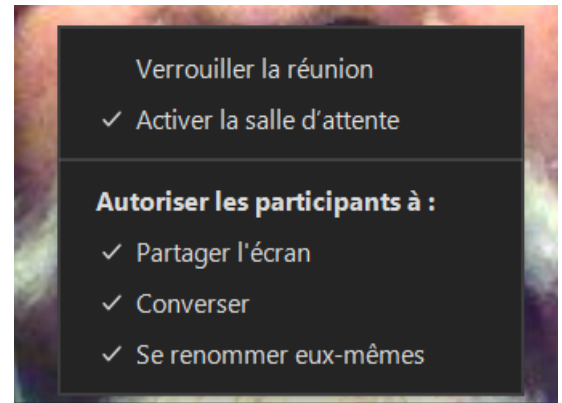 Verrouiller la réunion
✓ Activer la salle d’attente
Autoriser les participants à :
✓ Partager l'écran
✓ Converser
✓ Se renommer eux-mêmes